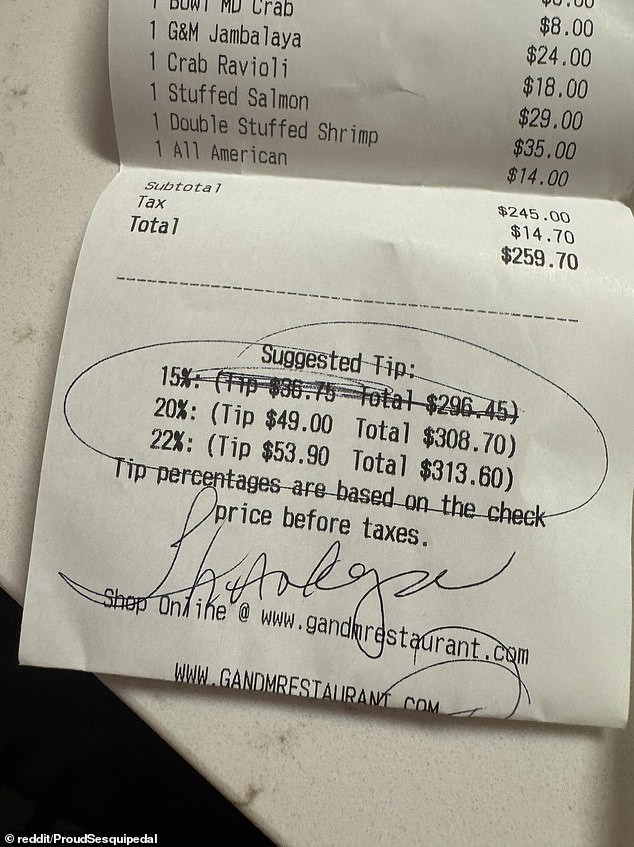 1 Bowl MD Crab
1 G&M Jambalaya $8.00
1 Crab Ravioli $24.00
1 Stuffed Salmon $18.00
1 Double Stuffed Shrimp $29.00
1 All American $35.00
$14.00
Subtotal $245.00
Tax $14.70
Total $259.70
Suggested Tip:
15%: (Tip $36.75 Total $296.45)
20%: (Tip $49.00 Total $308.70)
22%: (Tip $53.90 Total $313.60)
Tip percentages are based on the check
price before taxes.
Shop Online @ www.gandmrestaurant.com
WWW.GANDMRESTAURANT.COM
© reddit/ProudSesquipedal